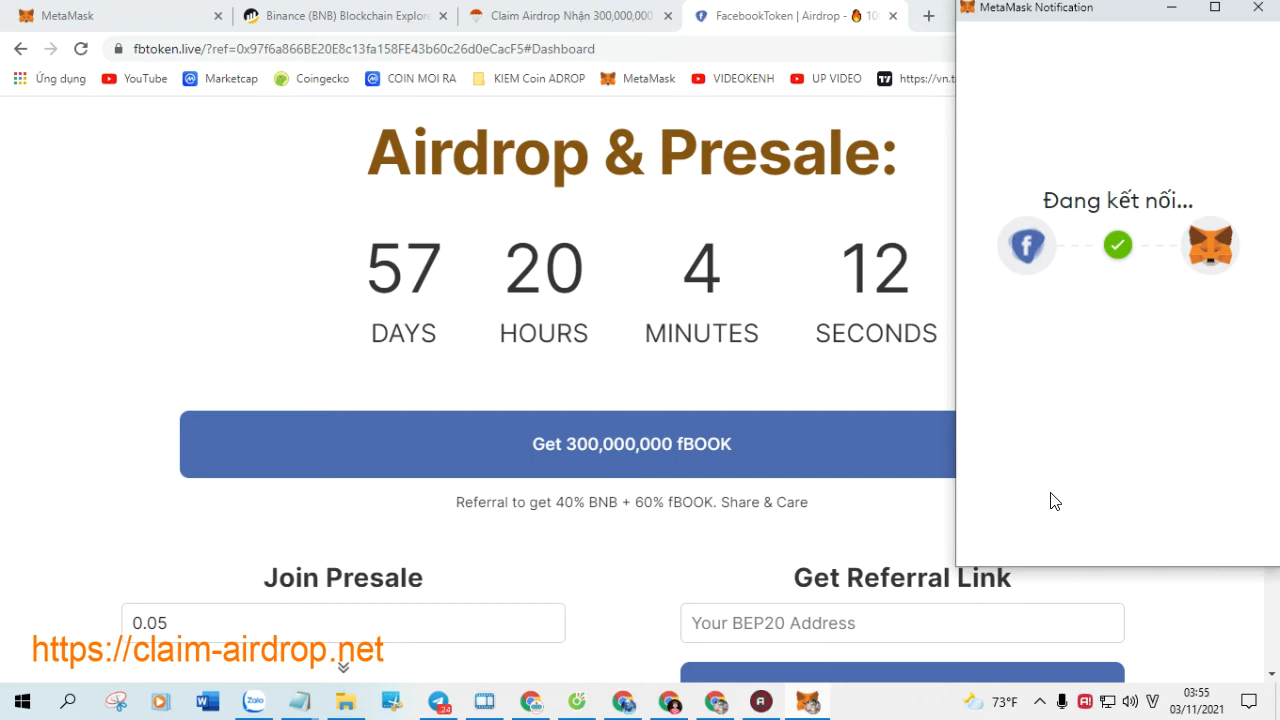 MetaMask
Binance (BNB) Blockchain Explore
Claim Airdrop Nhận 300,000,000
FacebookToken | Airdrop - 🔥 10
MetaMask Notification
fbtoken.live/?ref=0x97f6a866BE20E8c13fa158FE43b60c26d0eCacF5#Dashboard
Ứng dụng
YouTube
Marketcap
Coingecko
COIN MOI RA
KIEM Coin ADROP
MetaMask
VIDEOKENH
UP VIDEO
https://vn.t
Airdrop & Presale:
57 20 4 12
DAYS HOURS MINUTES SECONDS
Đang kết nối...
Get 300,000,000 fBOOK
Referral to get 40% BNB + 60% fBOOK. Share & Care
Join Presale
Get Referral Link
0.05
Your BEP20 Address
https://claim-airdrop.net
Zalo
24
73°F
03:55
03/11/2021